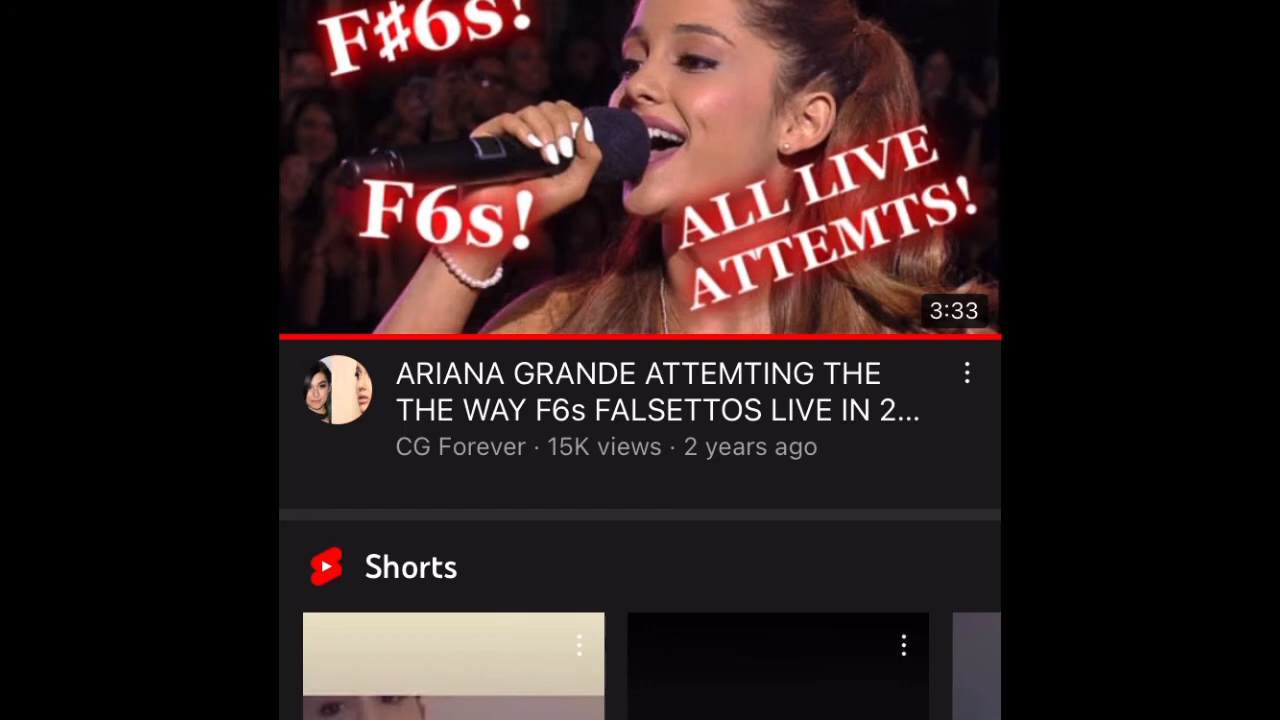 F♯6s!
F6s!
ALL LIVE
ATTEMTS!
3:33
ARIANA GRANDE ATTEMTING THE
THE WAY F6s FALSETTOS LIVE IN 2...
CG Forever · 15K views · 2 years ago
Shorts